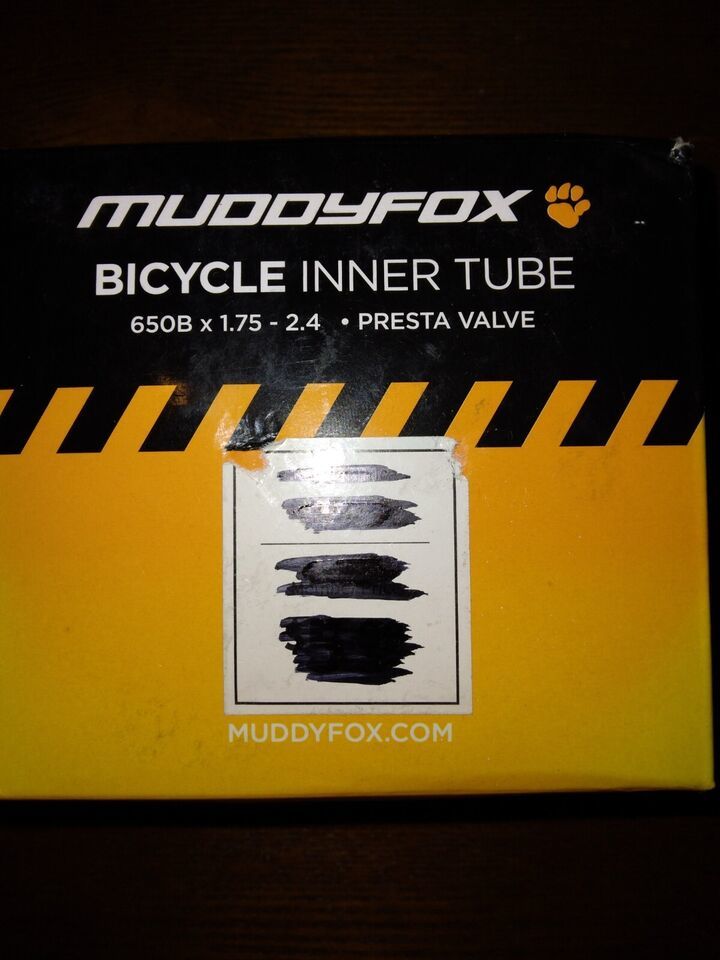 MUDDYFOX
BICYCLE INNER TUBE
650B x 1.75 - 2.4 • PRESTA VALVE
MUDDYFOX.COM